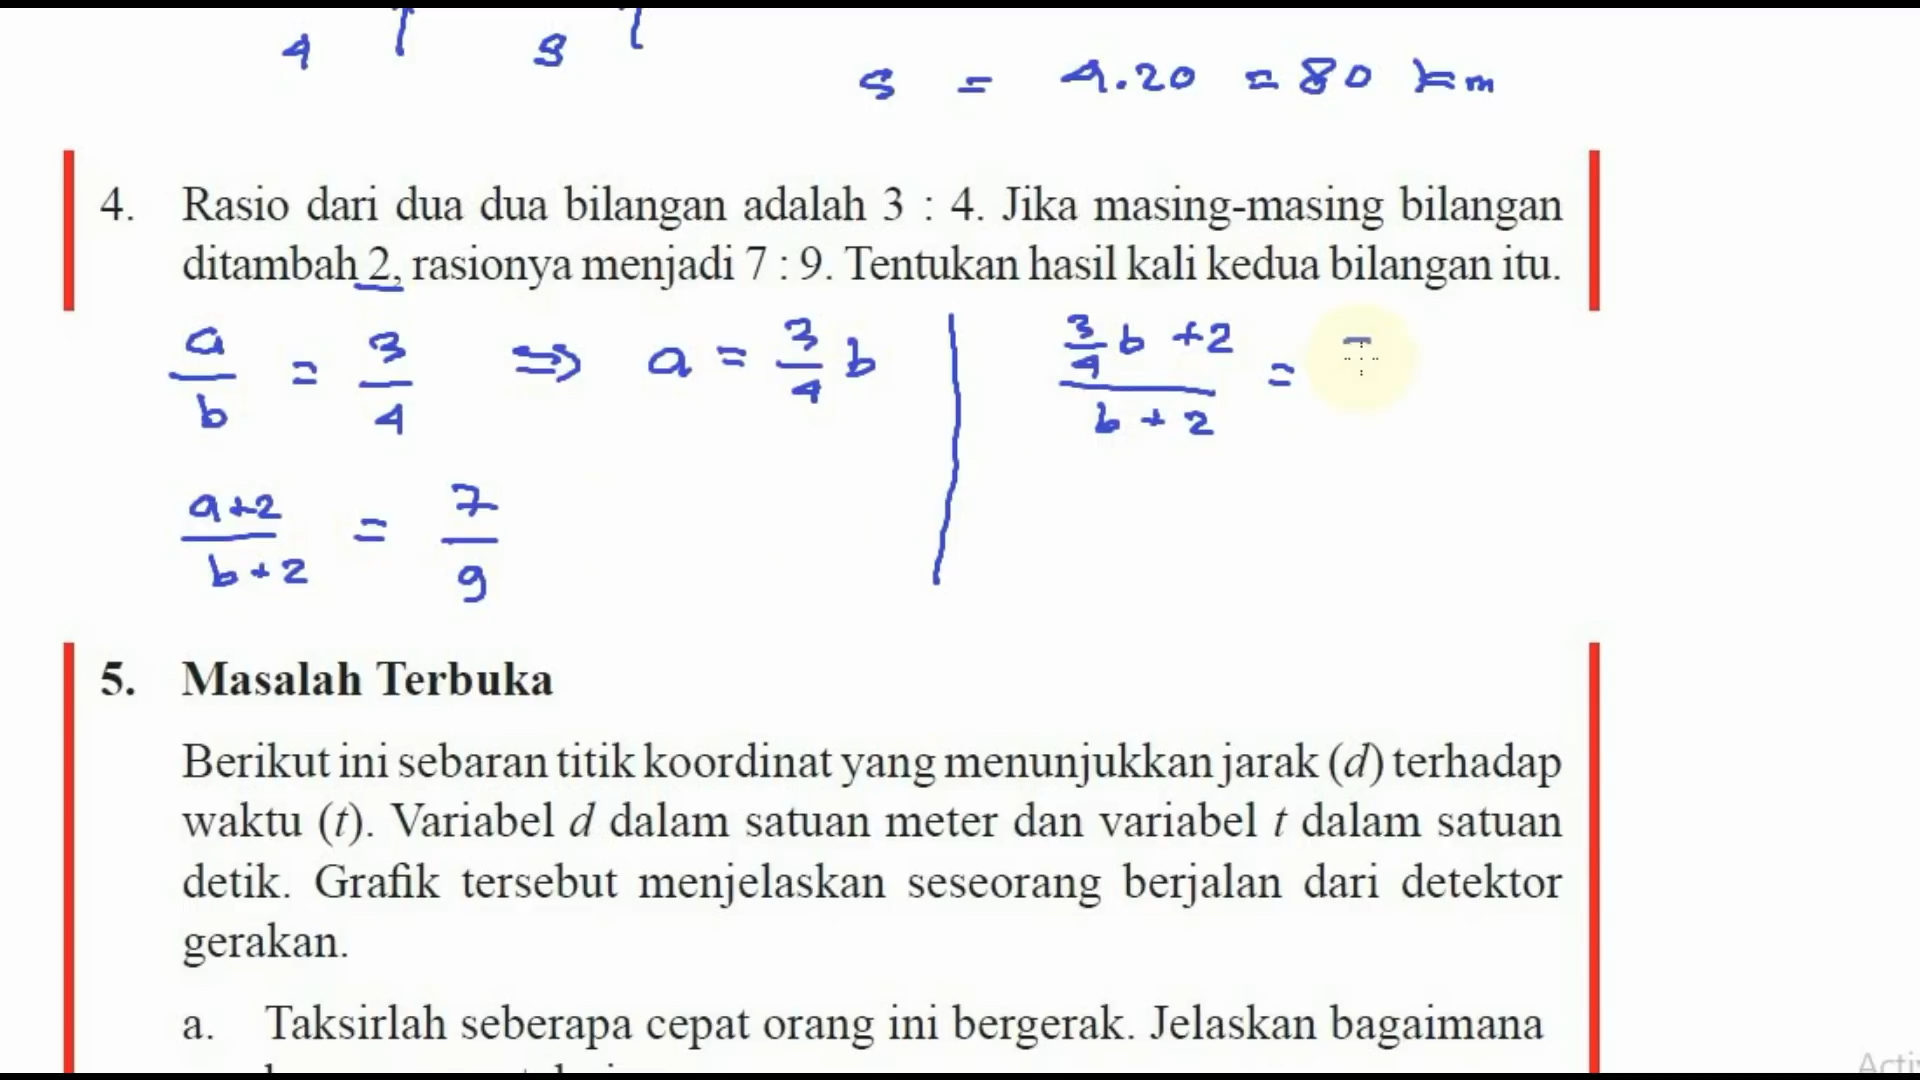 4 3
s = 4.20 = 80 km
4. Rasio dari dua dua bilangan adalah 3 : 4. Jika masing-masing bilangan
ditambah 2, rasionya menjadi 7 : 9. Tentukan hasil kali kedua bilangan itu.
a/b = 3/4 ⇒ a = 3/4 b
a+2/b+2 = 7/9
3/4 b + 2/b + 2 =
5. Masalah Terbuka
Berikut ini sebaran titik koordinat yang menunjukkan jarak (d) terhadap
waktu (t). Variabel d dalam satuan meter dan variabel t dalam satuan
detik. Grafik tersebut menjelaskan seseorang berjalan dari detektor
gerakan.
a. Taksirlah seberapa cepat orang ini bergerak. Jelaskan bagaimana